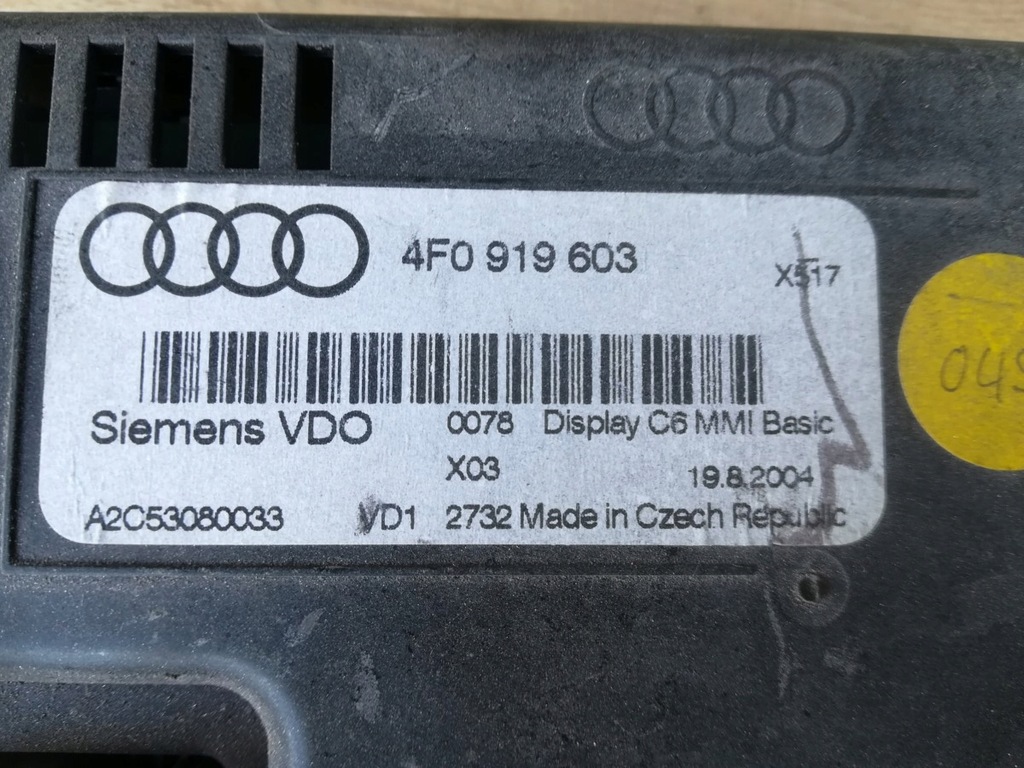 4F0 919 603
X517
Siemens VDO 0078 Display C6 MMI Basic
X03 19.8.2004
A2C53080033 VD1 2732 Made in Czech Republic